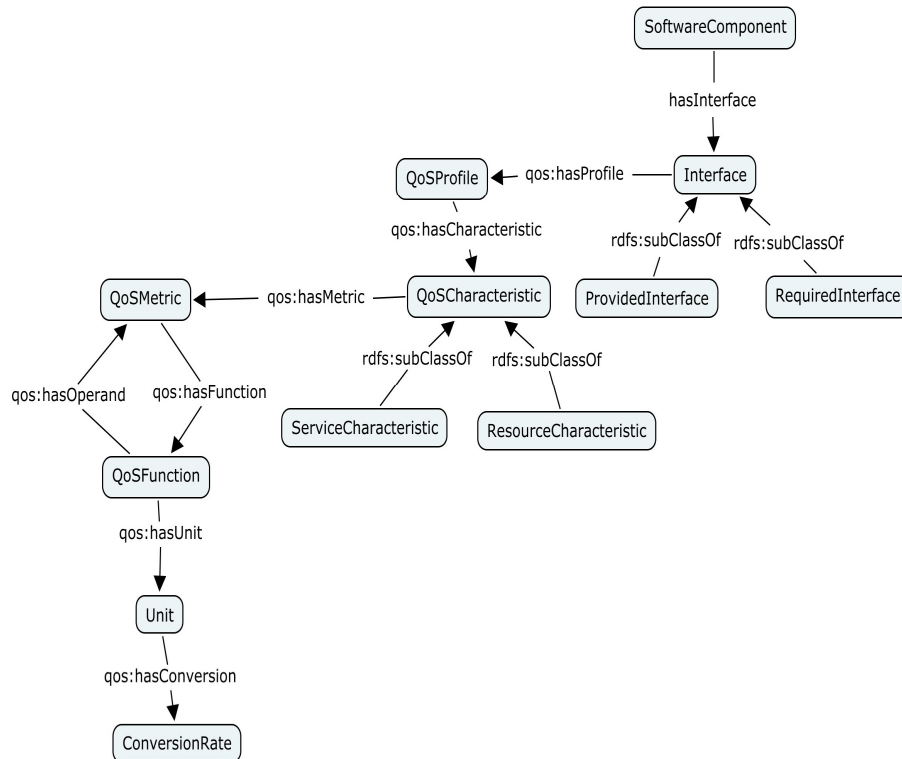 SoftwareComponent
hasInterface
Interface
qos:hasProfile
QoSProfile
qos:hasCharacteristic
rdfs:subClassOf
rdfs:subClassOf
ProvidedInterface
RequiredInterface
QoSCharacteristic
qos:hasMetric
QoSMetric
rdfs:subClassOf
rdfs:subClassOf
qos:hasOperand
qos:hasFunction
ServiceCharacteristic
ResourceCharacteristic
QoSFunction
qos:hasUnit
Unit
qos:hasConversion
ConversionRate